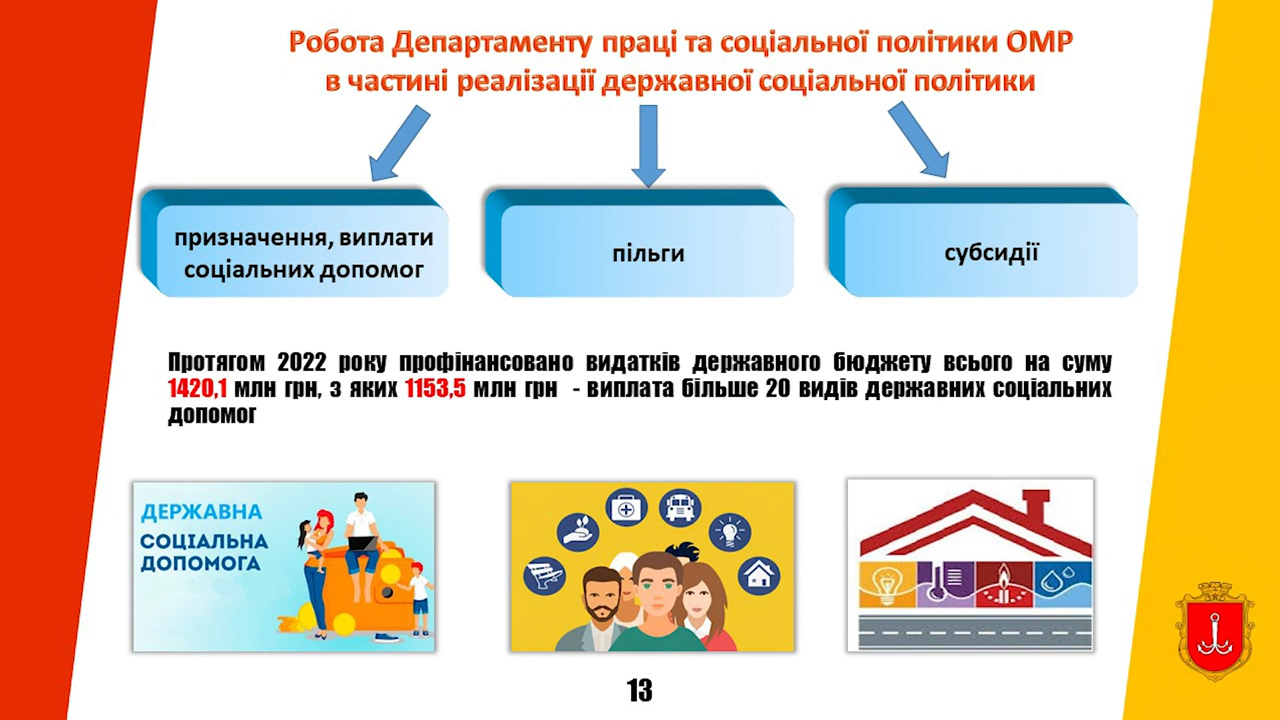 Робота Департаменту праці та соціальної політики ОМР
в частині реалізації державної соціальної політики
призначення, виплати
соціальних допомог
пільги
субсидії
Протягом 2022 року профінансовано видатків державного бюджету всього на суму
1420,1 млн грн, з яких 1153,5 млн грн - виплата більше 20 видів державних соціальних
допомог
ДЕРЖАВНА
СОЦІАЛЬНА
ДОПОМОГА
13